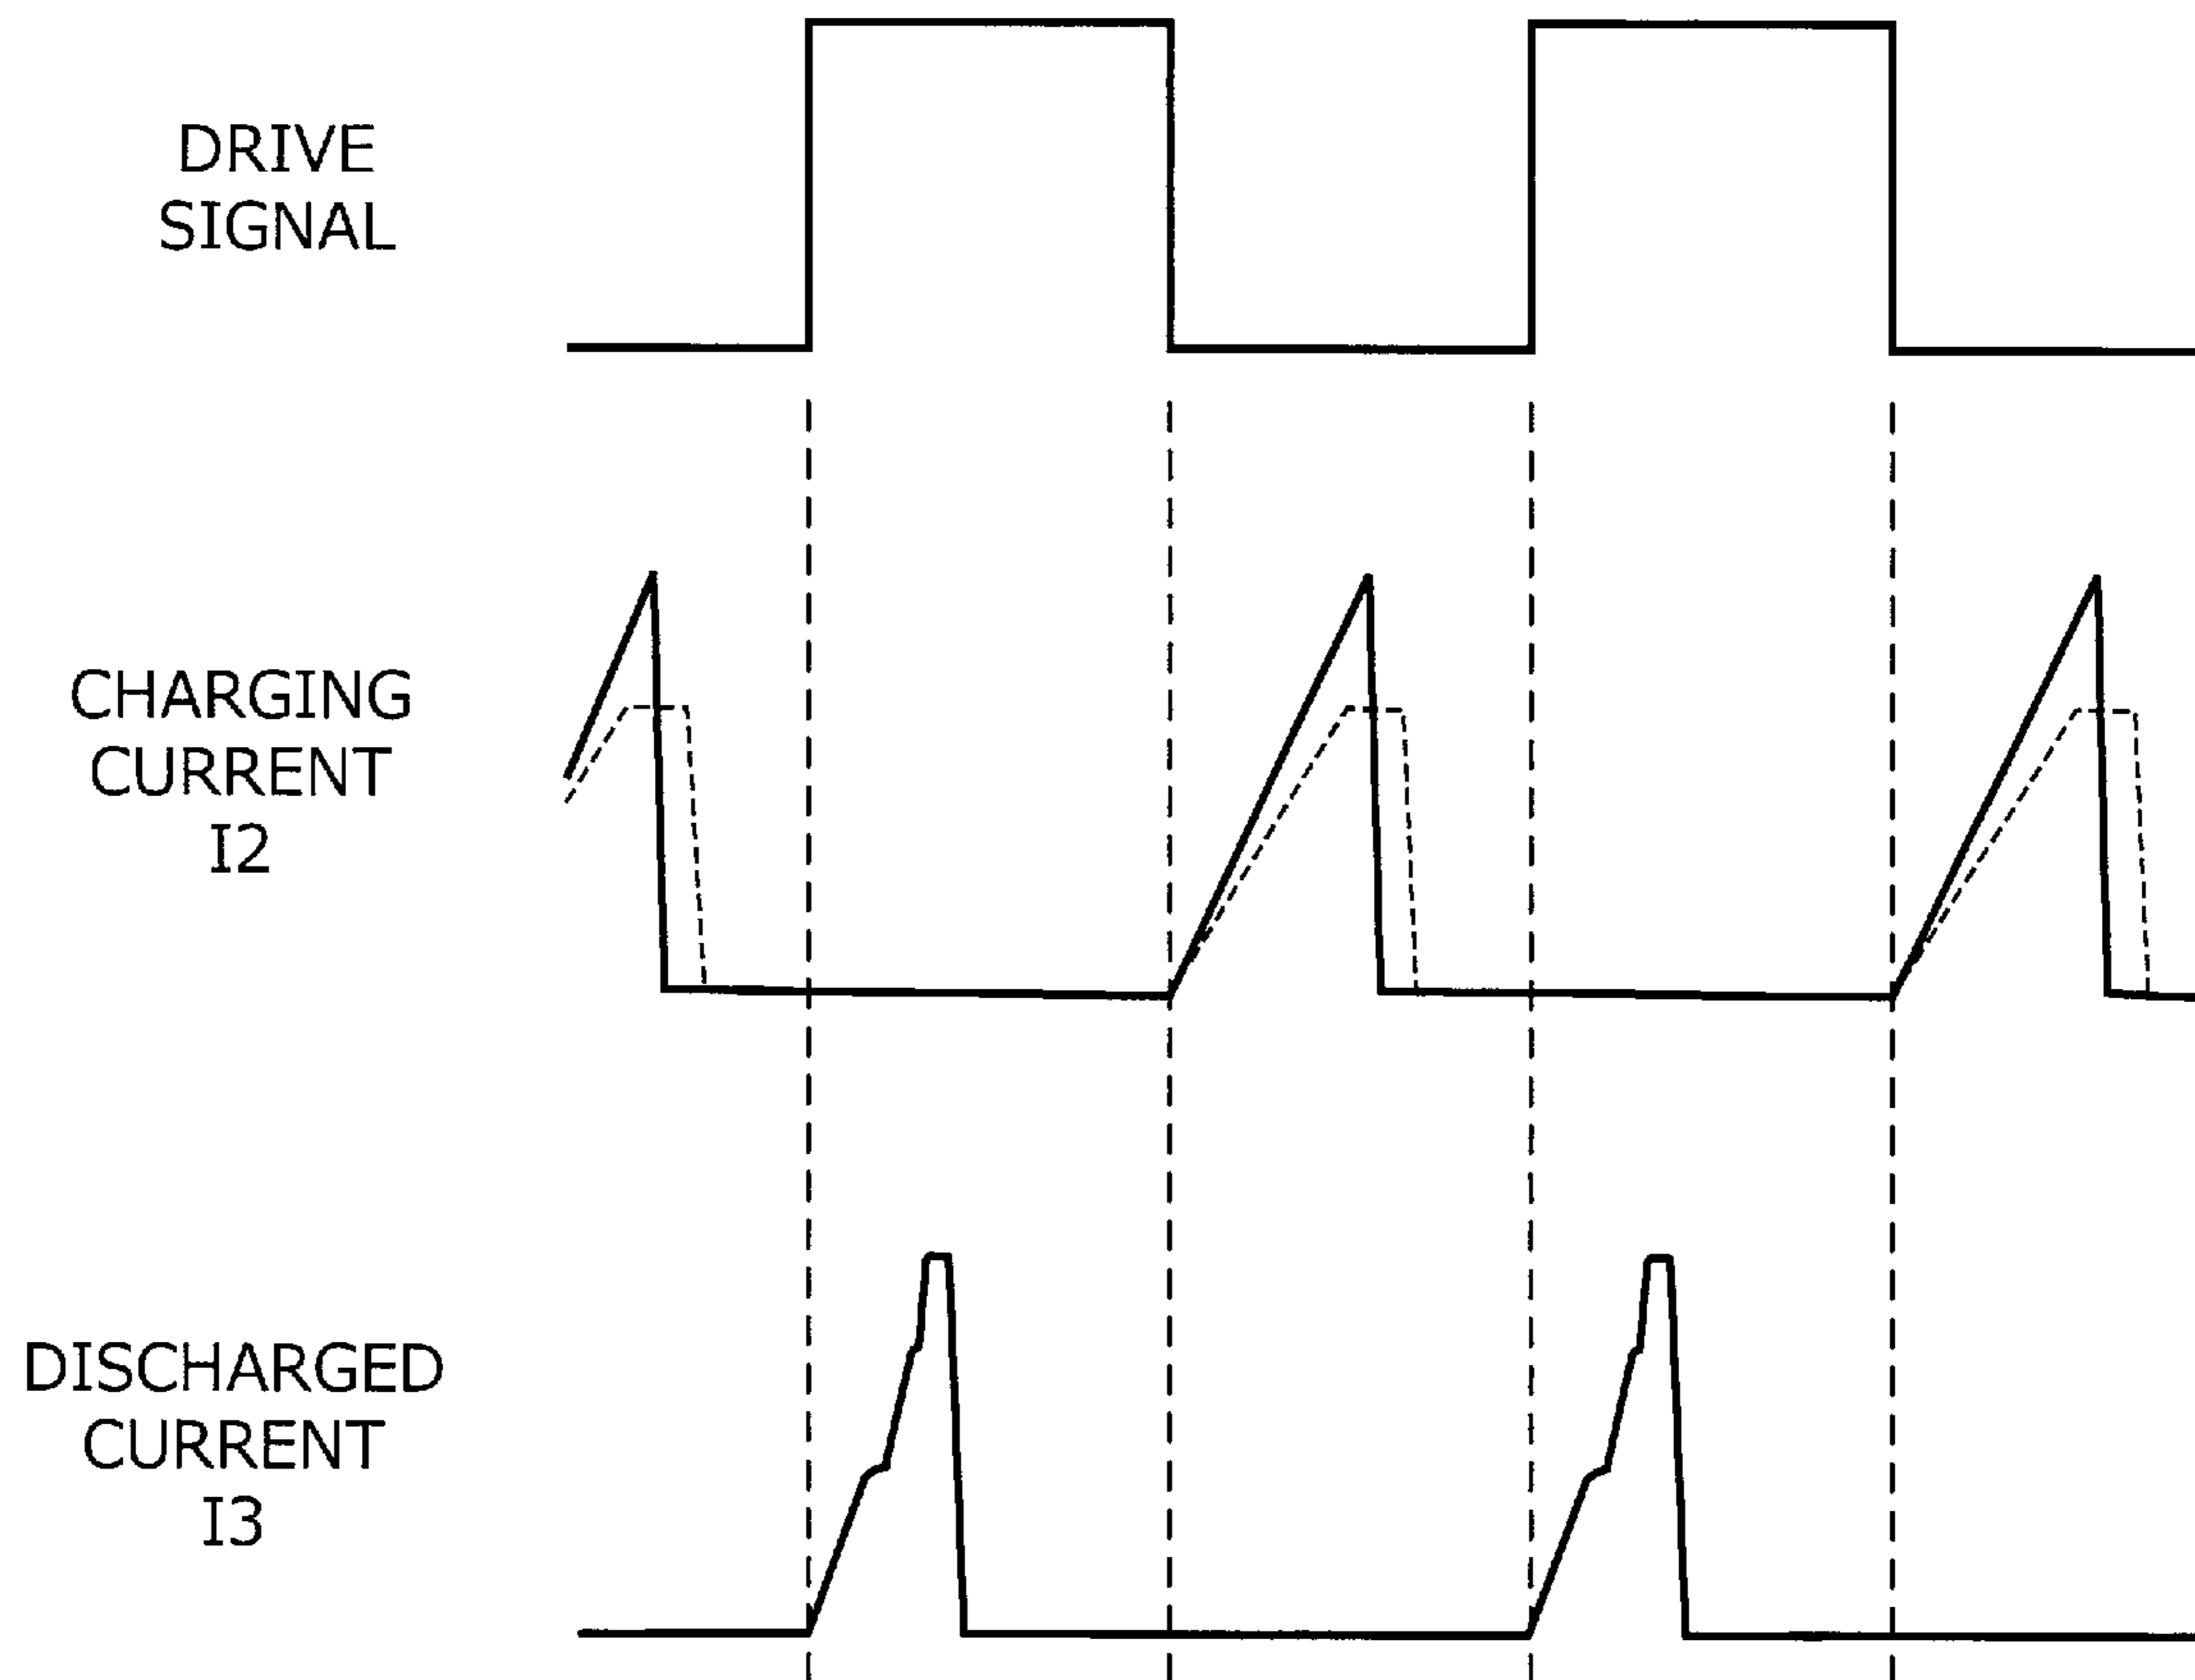 DRIVE
SIGNAL
CHARGING
CURRENT
I2
DISCHARGED
CURRENT
I3